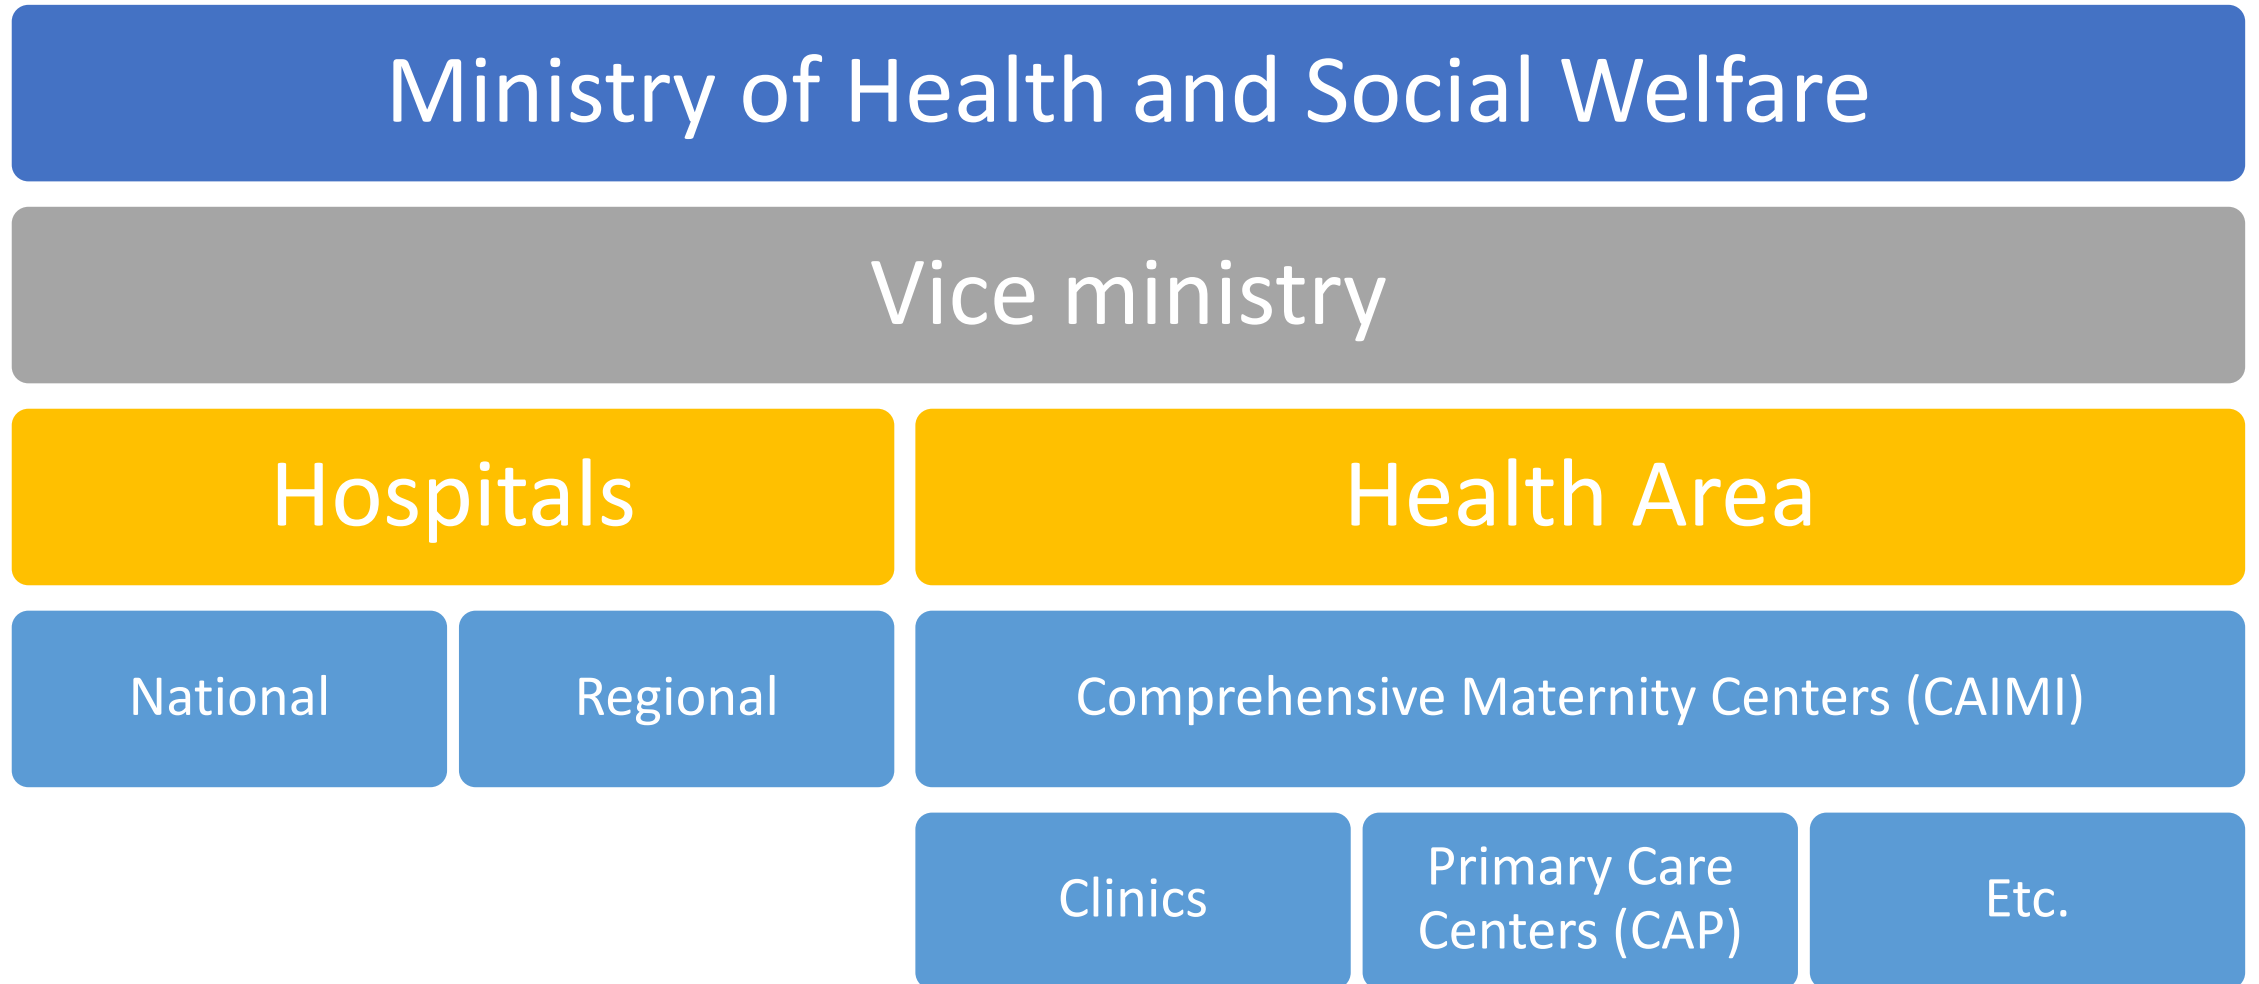 Ministry of Health and Social Welfare
Vice ministry
Hospitals
Health Area
National
Regional
Comprehensive Maternity Centers (CAIMI)
Clinics
Primary Care
Centers (CAP)
Etc.